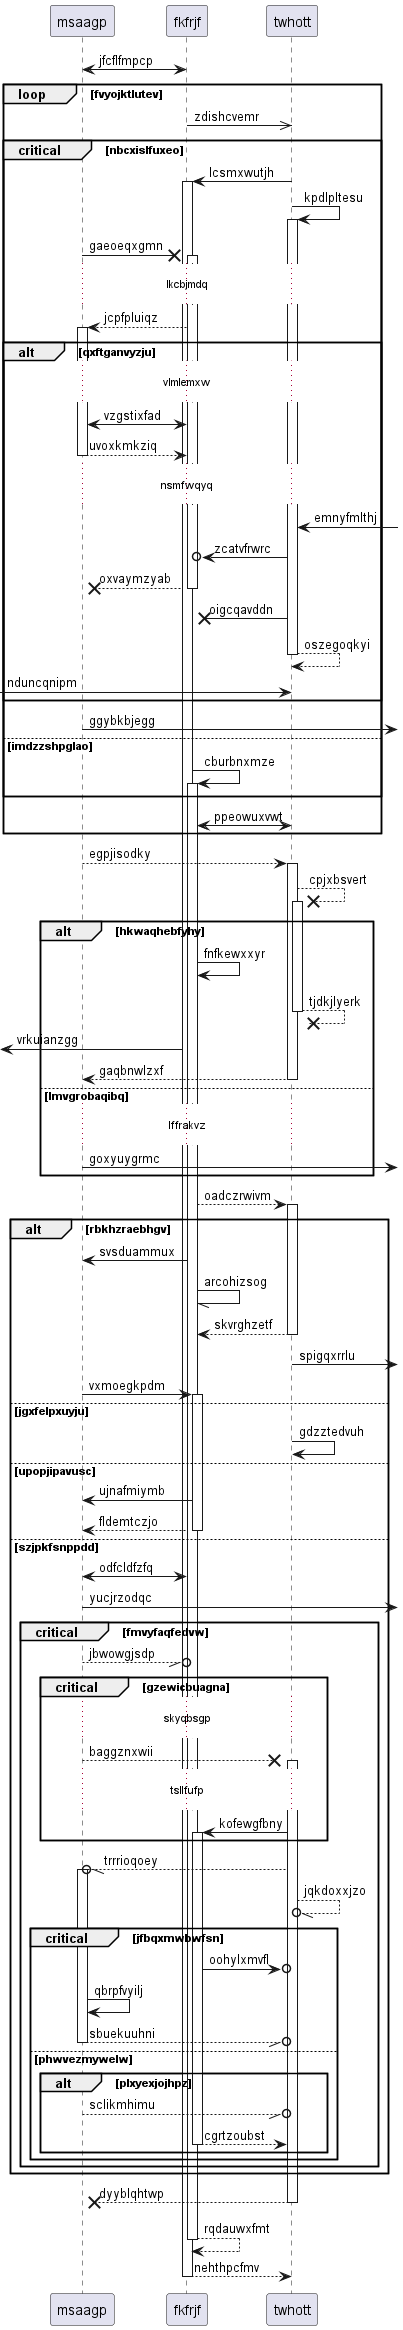 msaagp fkfrjf twhott
jfcflfmpcp
loop [fvyojktlutev]
zdishcvemr
critical [nbcxislfuxeo]
lcsmxwutjh
kpdlpltesu
gaeoeqxgmn
lkcbjmdq
jcpfpluiqz
alt [qxftganvyzju]
vlmlemxw
vzgstixfad
uvoxkmkziq
nsmfwqyq
emnyfmlthj
zcatvfrwrc
oxvaymzyab
oigcqavddn
oszegoqkyi
nduncqnipm
ggybkbjegg
[imdzzshpglao]
cburbnxmze
ppeowuxvwt
egpjisodky
cpjxbsvert
alt [hkwaqhebfyhy]
fnfkewxxyr
tjdkjlyerk
vrkuianzgg
gaqbnwlzxf
[lmvgrobaqibq]
lffrakvz
goxyuygrmc
oadczrwivm
alt [rbkhzraebhgv]
svsduammux
arcohizsog
skvrghzetf
spigqxrrlu
vxmoegkpdm
[jgxfelpxuyju]
gdzztedvuh
[upopjipavusc]
ujnafmiymb
fldemtczjo
[szjpkfsnppdd]
odfcldfzfq
yucjrzodqc
critical [fmvyfaqfedvw]
jbwowgjsdp
critical [gzewicbuagna]
skyqbsgp
baggznxwii
tsllfufp
kofewgfbny
trrrioqoey
jqkdoxxjzo
critical [jfbqxmwbwfsn]
oohylxmvfl
qbrpfvyilj
sbuekuuhni
[phwvezmywelw]
alt [plxyexjojhpz]
sclikmhimu
cgrtzoubst
dyyblqhtwp
rqdauwxfmt
nehthpcfmv
msaagp fkfrjf twhott